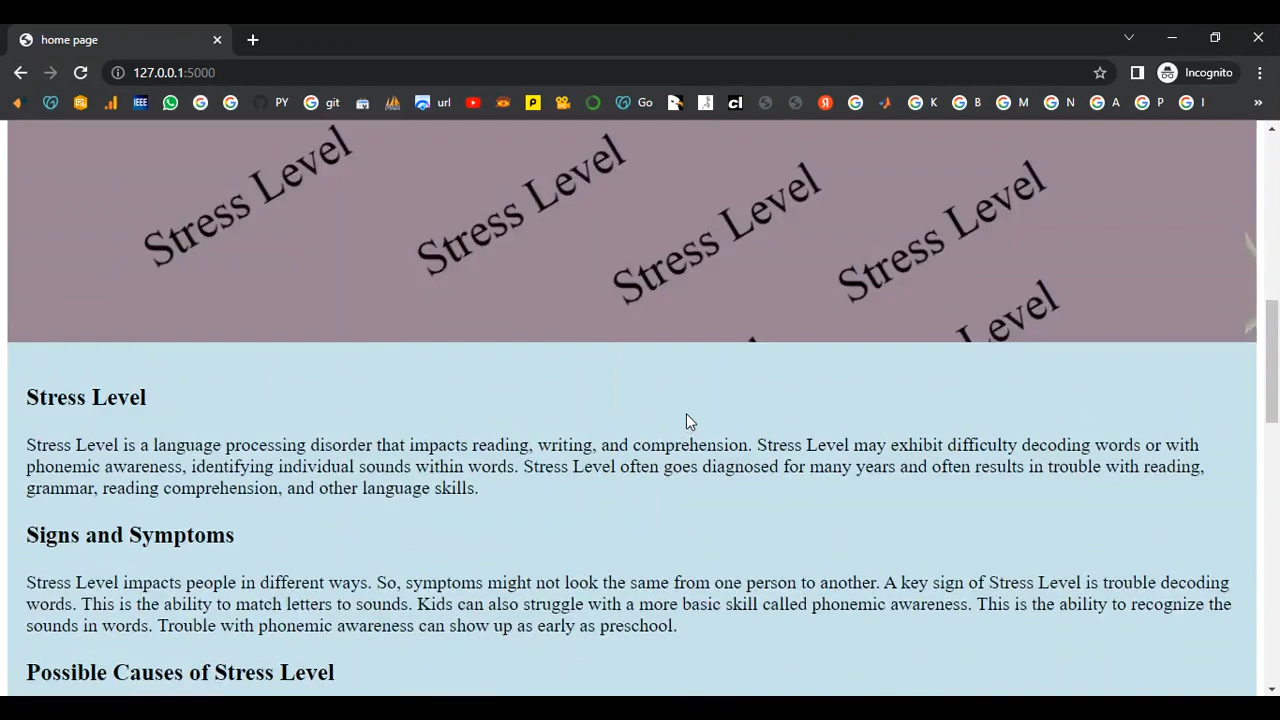 home page
127.0.0.1:5000
Incognito
IEEE
PY
git
url
P
Go
cl
Я
K
B
M
N
A
P
I
Stress Level
Stress Level
Stress Level
Stress Level
Level
Stress Level
Stress Level is a language processing disorder that impacts reading, writing, and comprehension. Stress Level may exhibit difficulty decoding words or with
phonemic awareness, identifying individual sounds within words. Stress Level often goes diagnosed for many years and often results in trouble with reading,
grammar, reading comprehension, and other language skills.
Signs and Symptoms
Stress Level impacts people in different ways. So, symptoms might not look the same from one person to another. A key sign of Stress Level is trouble decoding
words. This is the ability to match letters to sounds. Kids can also struggle with a more basic skill called phonemic awareness. This is the ability to recognize the
sounds in words. Trouble with phonemic awareness can show up as early as preschool.
Possible Causes of Stress Level